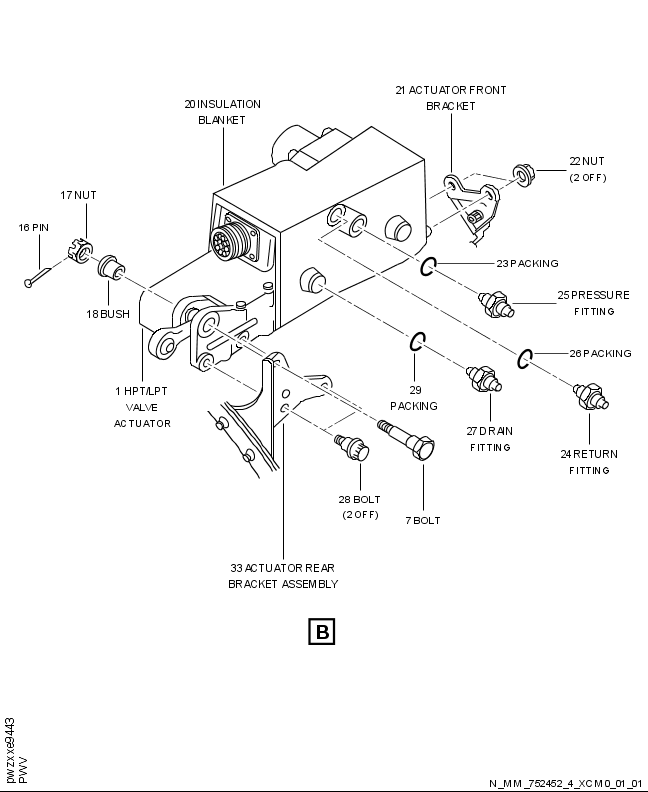 21 ACTUATOR FRONT
BRACKET
20 INSULATION
BLANKET
22 NUT
(2 OFF)
17 NUT
16 PIN
23 PACKING
18 BUSH
25 PRESSURE
FITTING
26 PACKING
1 HPT/LPT
VALVE
ACTUATOR
29
PACKING
27 DRAIN
FITTING
24 RETURN
FITTING
28 BOLT
(2 OFF)
7 BOLT
33 ACTUATOR REAR
BRACKET ASSEMBLY
B
pwzxxe9443
PWV
N_MM_752452_4_XCM0_01_01